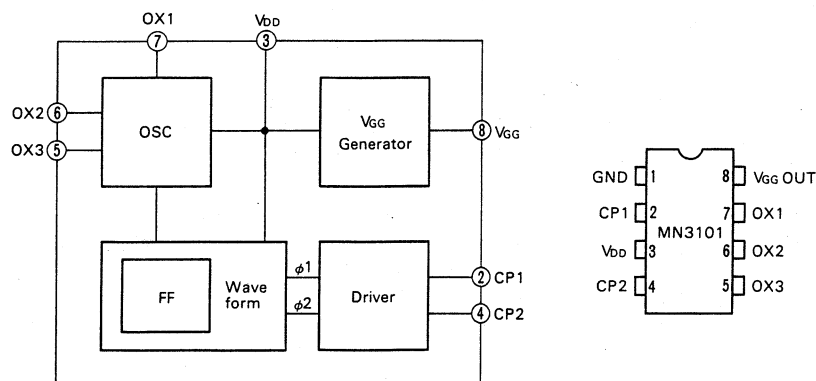 OX1
VDD
7
3
OX2
6
OX3
5
OSC
VGG
Generator
8
VGG
FF
Wave
form
φ1
φ2
Driver
2
CP1
4
CP2
GND
1
8
VGG OUT
CP1
2
7
OX1
MN3101
VDD
3
6
OX2
CP2
4
5
OX3